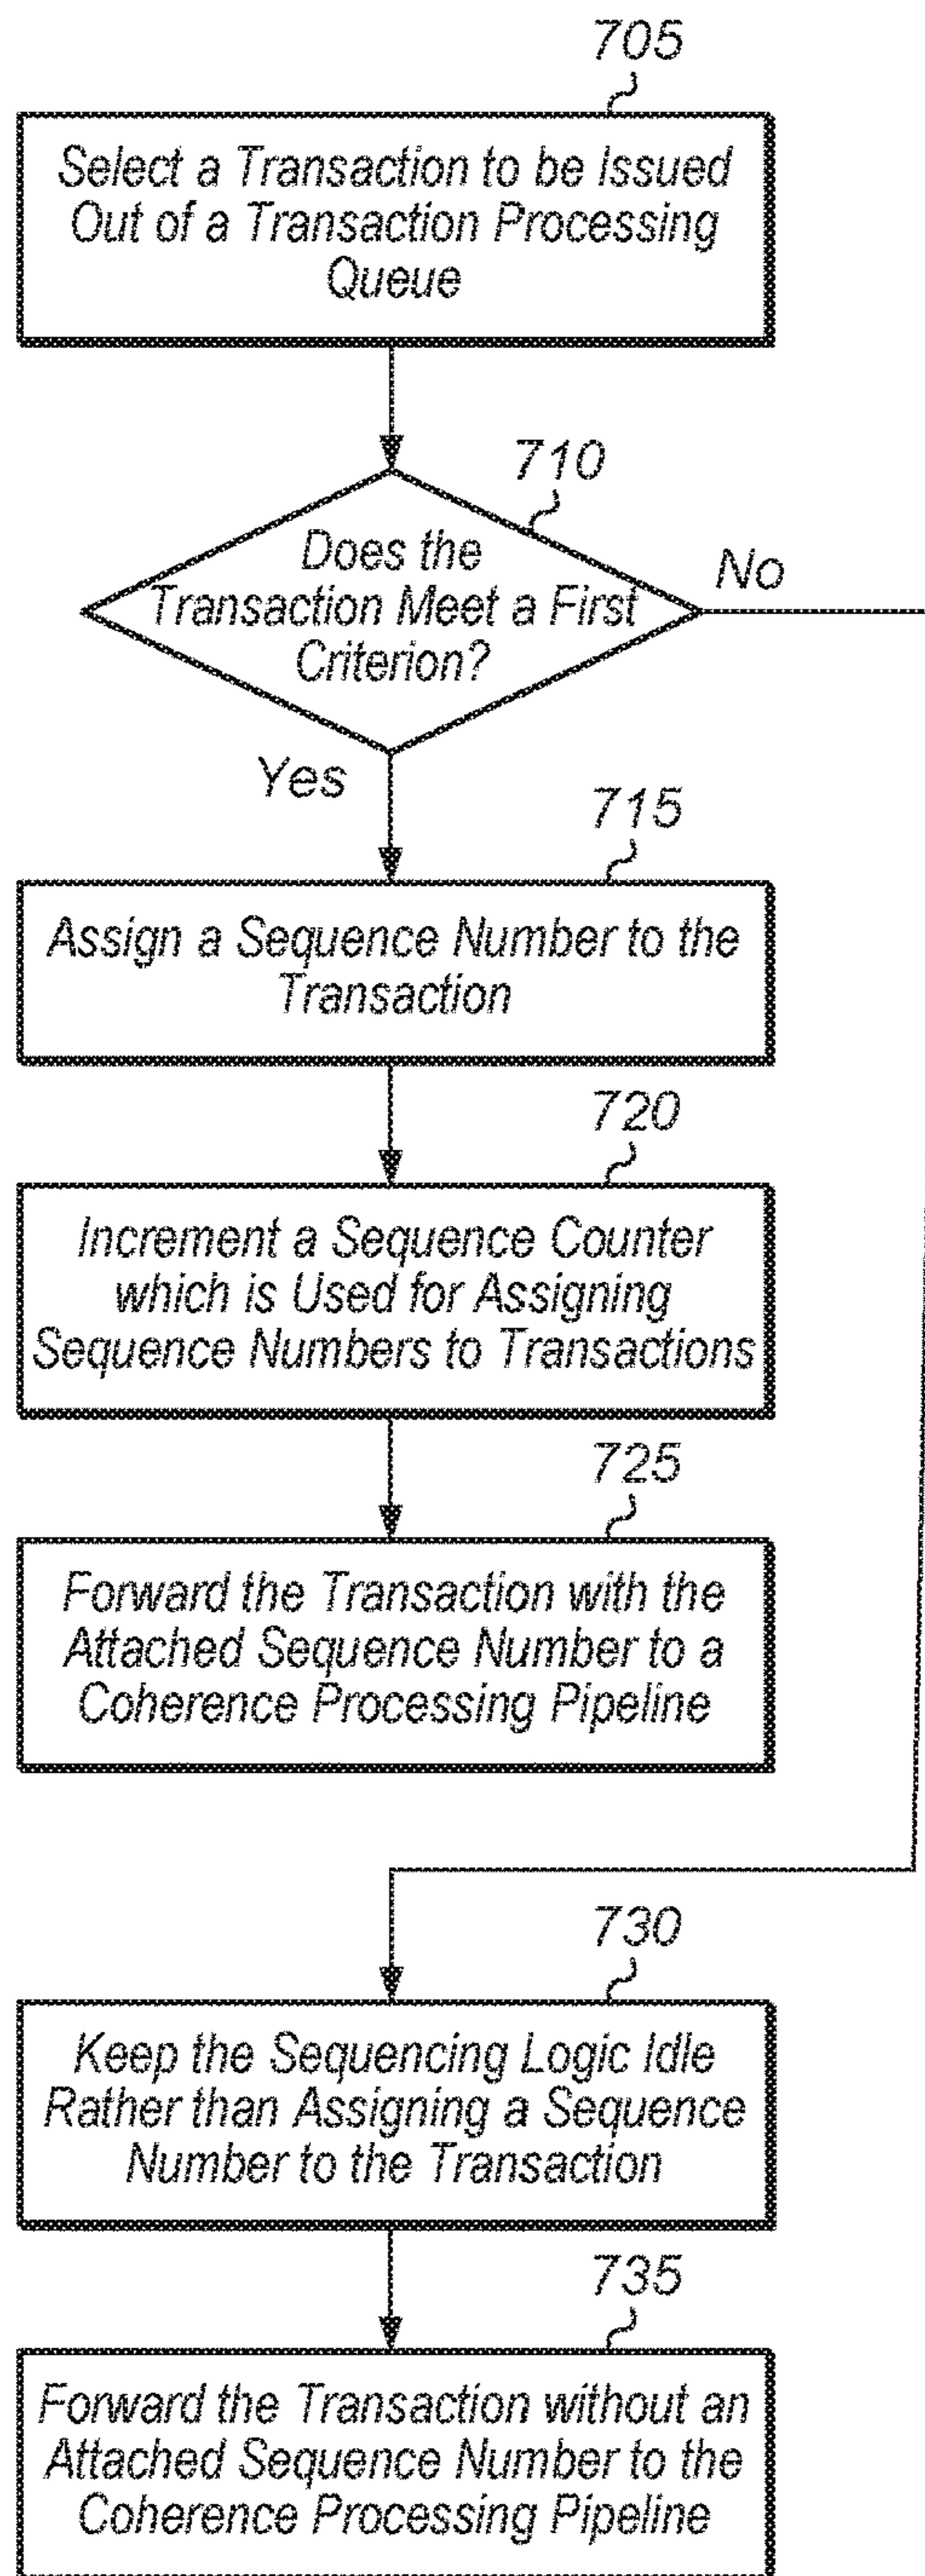 705
Select a Transaction to be Issued
Out of a Transaction Processing
Queue
710
Does the
Transaction Meet a First
Criterion?
No
Yes
715
Assign a Sequence Number to the
Transaction
720
Increment a Sequence Counter
which is Used for Assigning
Sequence Numbers to Transactions
725
Forward the Transaction with the
Attached Sequence Number to a
Coherence Processing Pipeline
730
Keep the Sequencing Logic Idle
Rather than Assigning a Sequence
Number to the Transaction
735
Forward the Transaction without an
Attached Sequence Number to the
Coherence Processing Pipeline